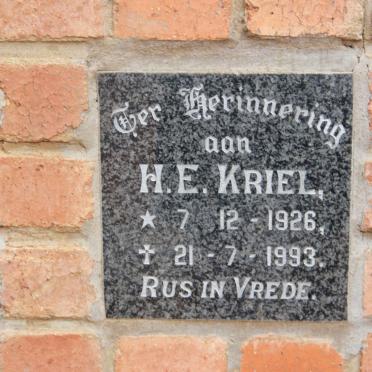 Ter Herinnering
aan
H. E. KRIEL,
★ 7 - 12 - 1926,
✝ 21 - 7 - 1993.
RUS IN VREDE.